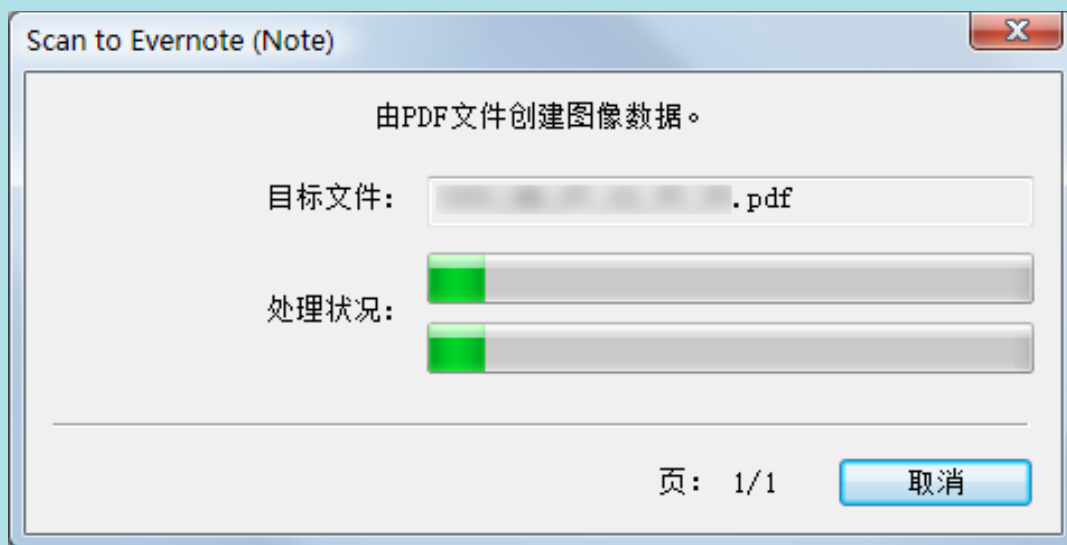 Scan to Evernote (Note)
由PDF文件创建图像数据。
目标文件: .pdf
处理状况:
页: 1/1 取消